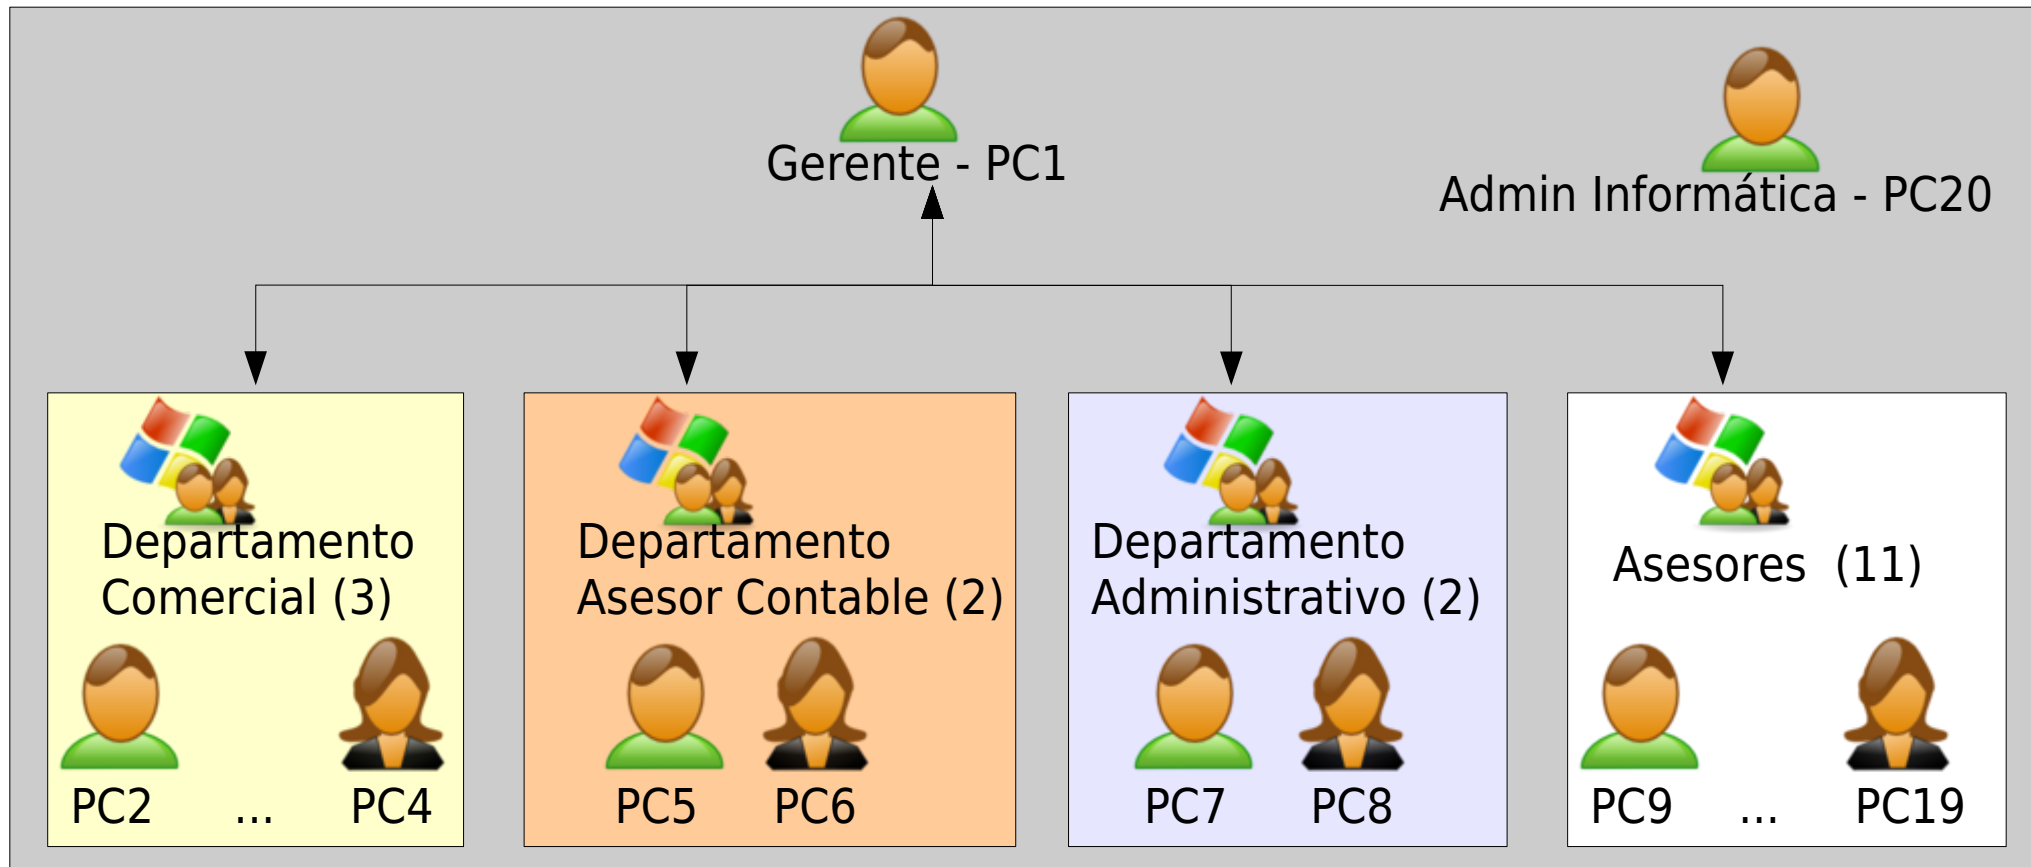 Gerente - PC1
Admin Informática - PC20
Departamento
Comercial (3)
PC2 ... PC4
Departamento
Asesor Contable (2)
PC5 PC6
Departamento
Administrativo (2)
PC7 PC8
Asesores (11)
PC9 ... PC19